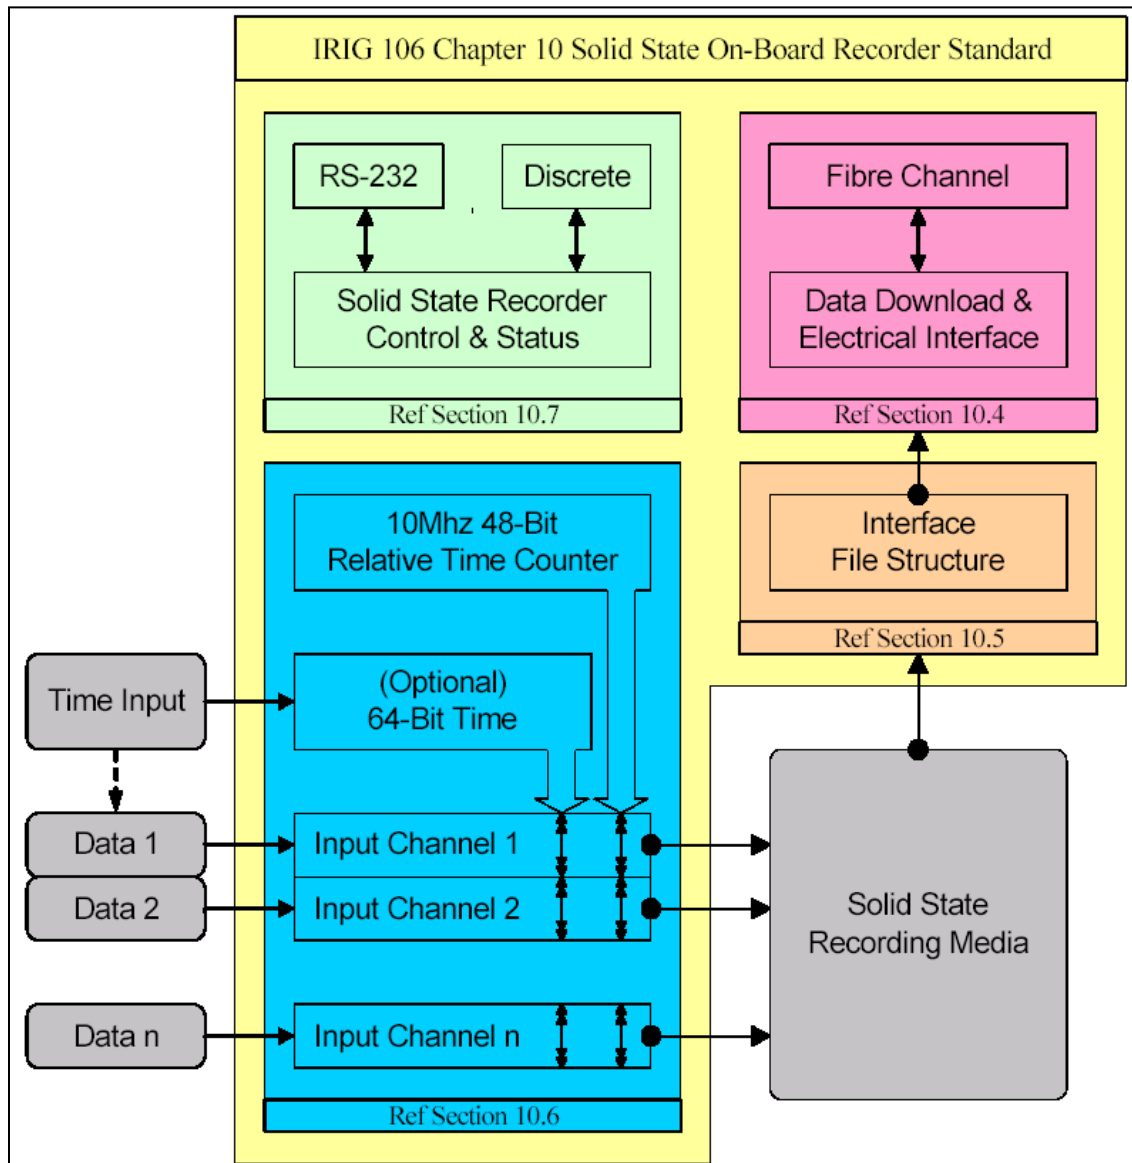 IRIG 106 Chapter 10 Solid State On-Board Recorder Standard
RS-232
Discrete
Solid State Recorder
Control & Status
Ref Section 10.7
Fibre Channel
Data Download &
Electrical Interface
Ref Section 10.4
10Mhz 48-Bit
Relative Time Counter
Interface
File Structure
Ref Section 10.5
Time Input
(Optional)
64-Bit Time
Data 1
Input Channel 1
Data 2
Input Channel 2
Solid State
Recording Media
Data n
Input Channel n
Ref Section 10.6